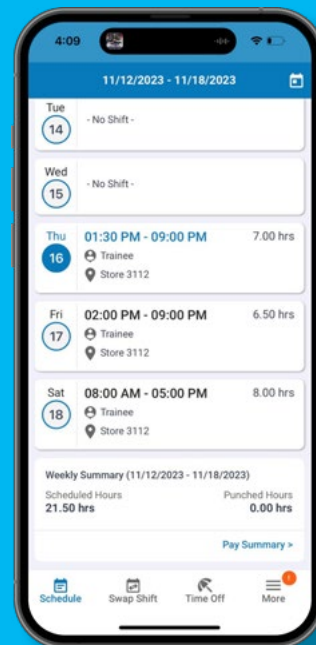 4:09
11/12/2023 - 11/18/2023
Tue
14
- No Shift -
Wed
15
- No Shift -
Thu
16
01:30 PM - 09:00 PM
7.00 hrs
Trainee
Store 3112
Fri
17
02:00 PM - 09:00 PM
6.50 hrs
Trainee
Store 3112
Sat
18
08:00 AM - 05:00 PM
8.00 hrs
Trainee
Store 3112
Weekly Summary (11/12/2023 - 11/18/2023)
Scheduled Hours
Punched Hours
21.50 hrs
0.00 hrs
Pay Summary >
Schedule
Swap Shift
Time Off
More